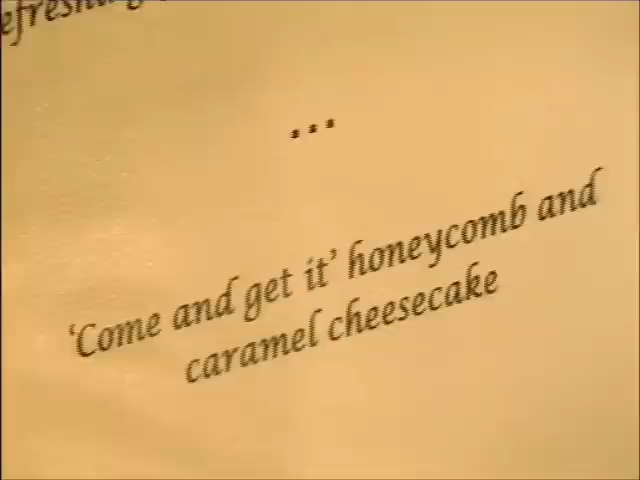 ...
‘Come and get it’ honeycomb and
caramel cheesecake